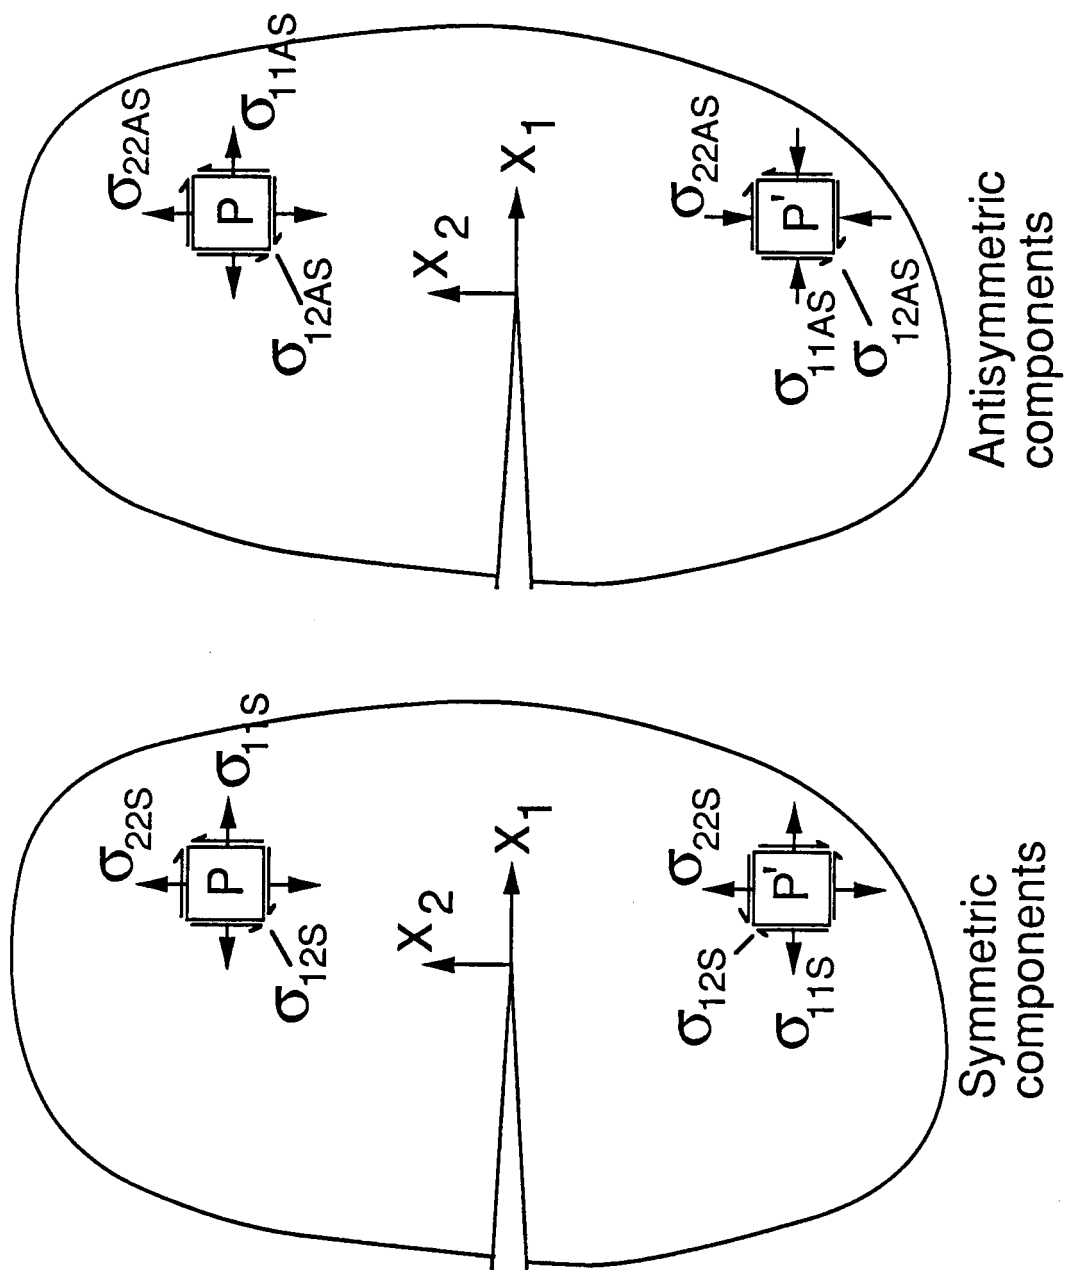 σ22AS
σ11AS
P
σ12AS
X2
X1
σ22AS
P'
σ11AS
σ12AS
Antisymmetric
components
σ22S
σ11S
P
σ12S
X2
X1
σ22S
P'
σ12S
σ11S
Symmetric
components